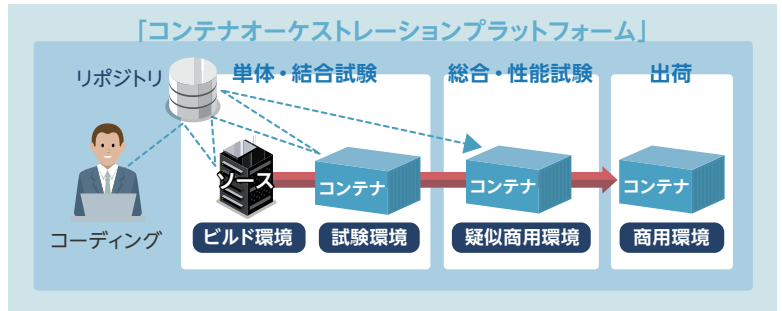 「コンテナオーケストレーションプラットフォーム」
リポジトリ
単体・結合試験
総合・性能試験
出荷
ソース
コンテナ
コンテナ
コンテナ
コーディング
ビルド環境
試験環境
疑似商用環境
商用環境